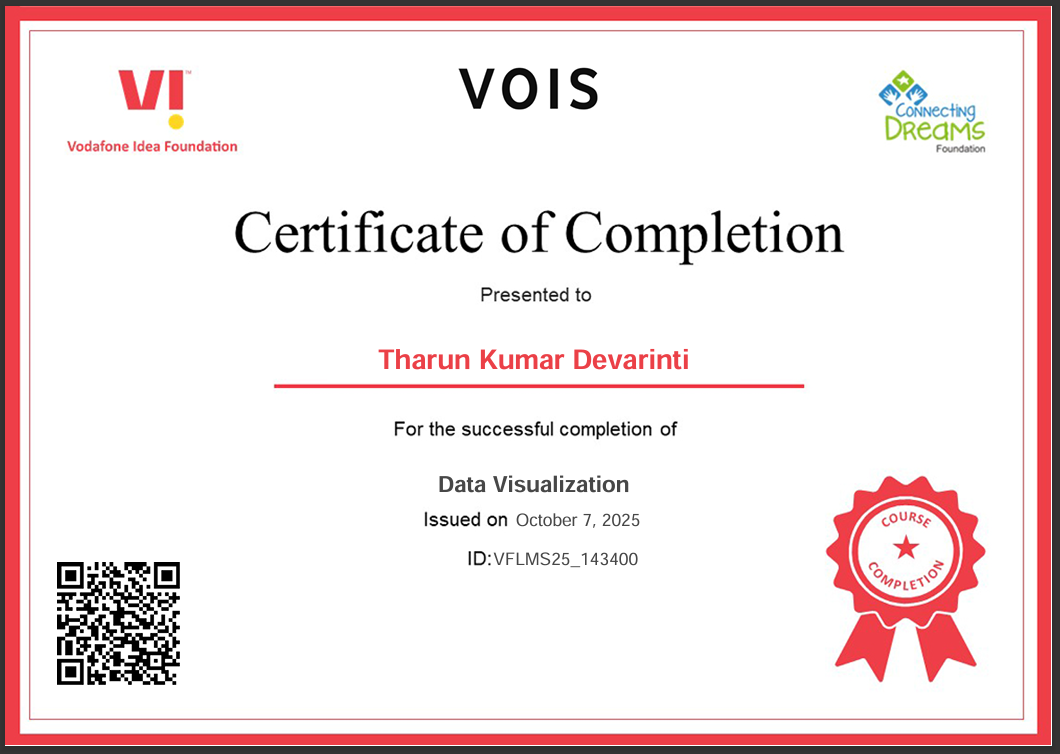 VI™
Vodafone Idea Foundation
VOIS
Connecting
Dreams
Foundation
Certificate of Completion
Presented to
Tharun Kumar Devarinti
For the successful completion of
Data Visualization
Issued on October 7, 2025
ID:VFLMS25_143400
COURSE
COMPLETION